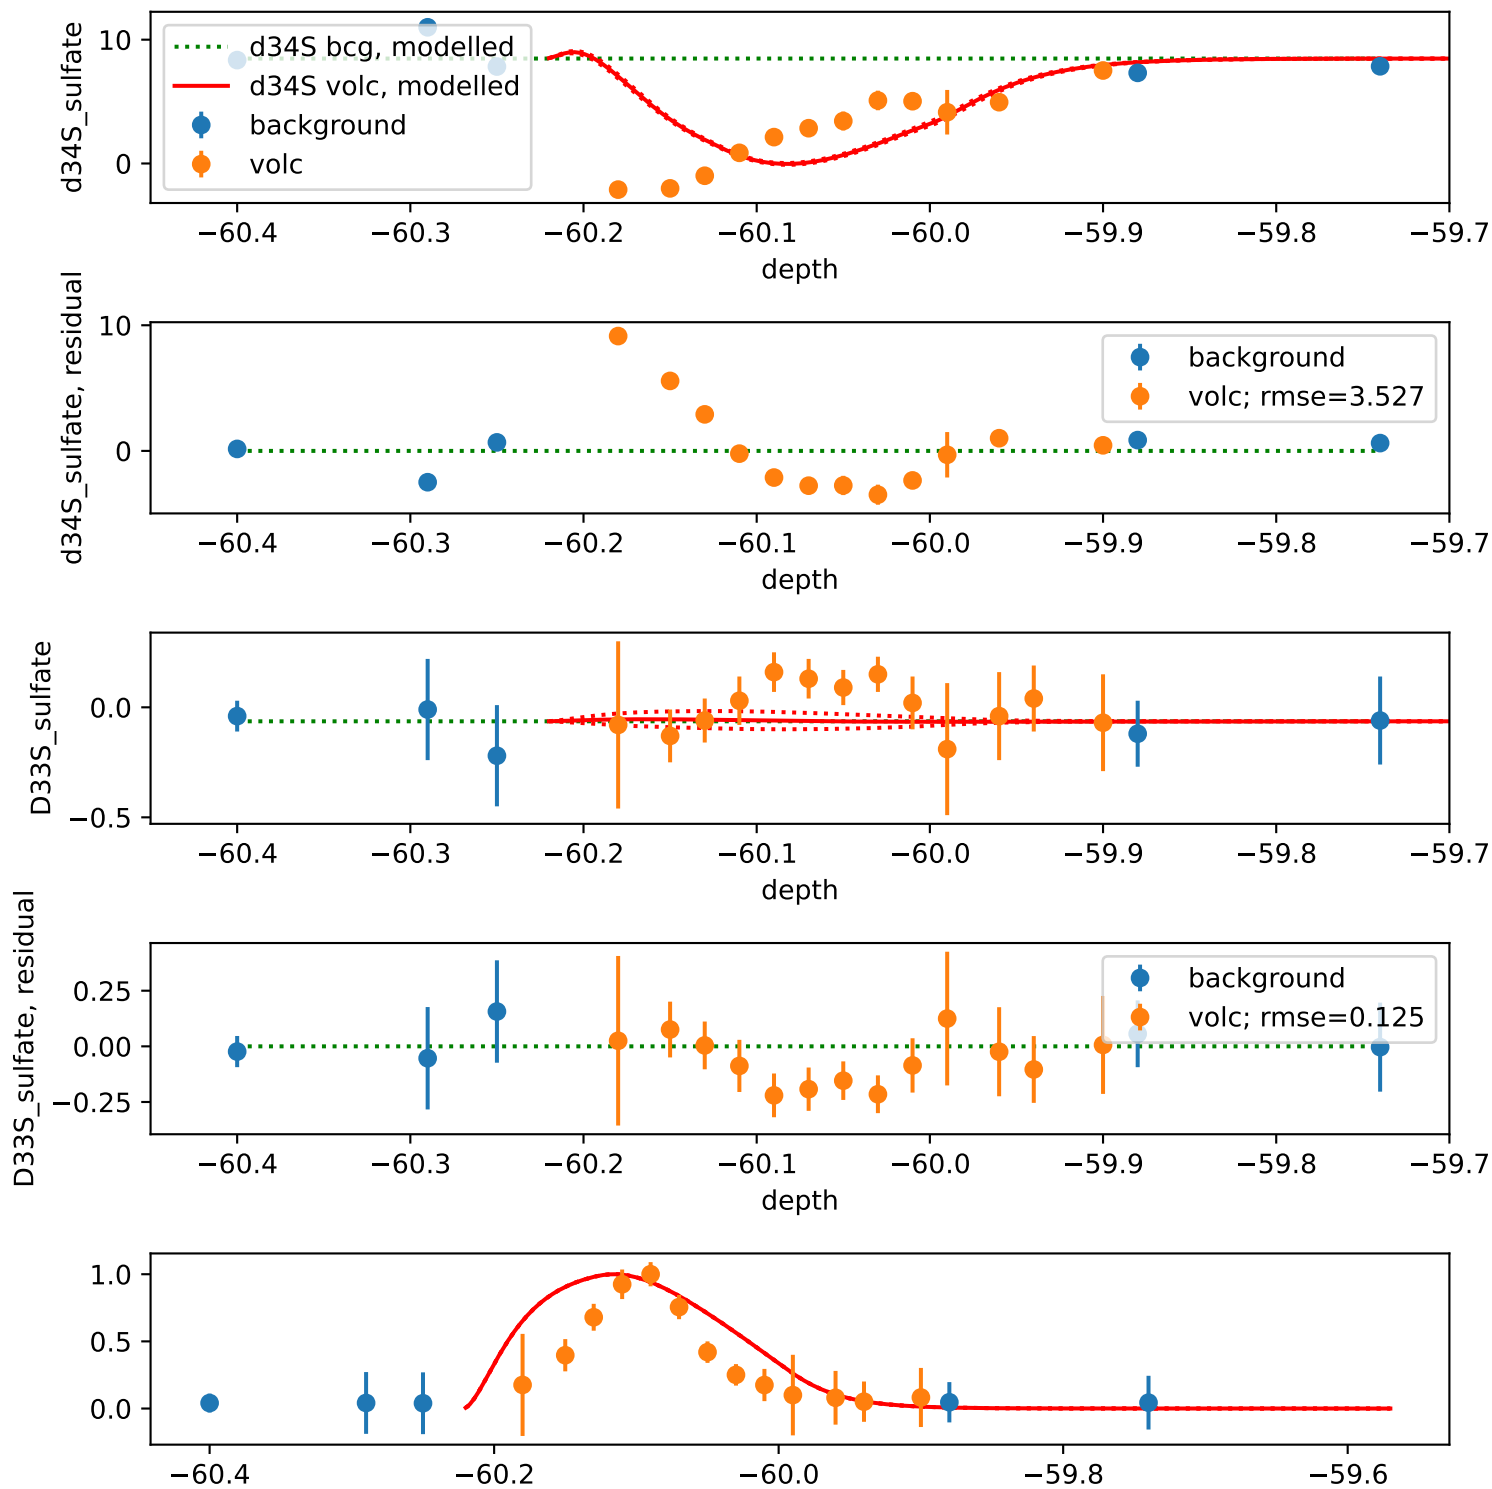 d34S_sulfate
10
0
d34S bcg, modelled
d34S volc, modelled
background
volc
−60.4 −60.3 −60.2 −60.1 −60.0 −59.9 −59.8 −59.7
depth
d34S_sulfate, residual
10
0
background
volc; rmse=3.527
−60.4 −60.3 −60.2 −60.1 −60.0 −59.9 −59.8 −59.7
depth
D33S_sulfate
0.0
−0.5
−60.4 −60.3 −60.2 −60.1 −60.0 −59.9 −59.8 −59.7
depth
D33S_sulfate, residual
0.25
0.00
−0.25
background
volc; rmse=0.125
−60.4 −60.3 −60.2 −60.1 −60.0 −59.9 −59.8 −59.7
depth
1.0
0.5
0.0
−60.4 −60.2 −60.0 −59.8 −59.6